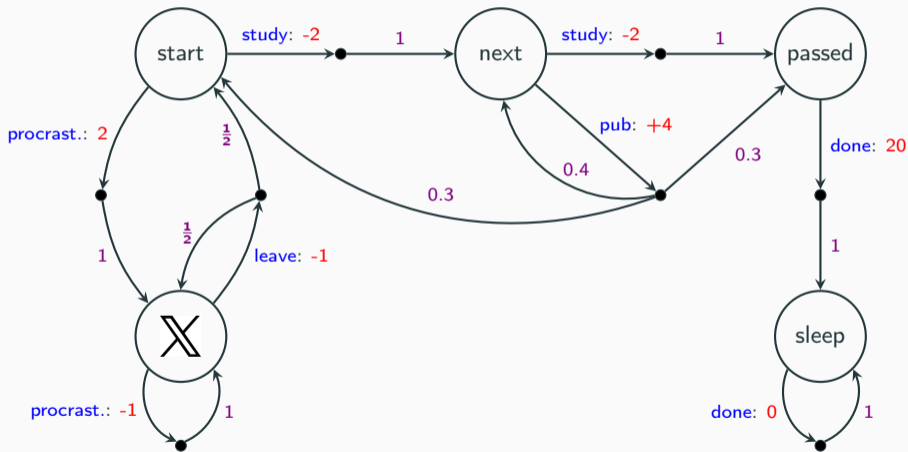 start
study: -2
1
next
study: -2
1
passed
procrast.: 2
1/2
pub: +4
0.4
0.3
0.3
done: 20
1/2
1
leave: -1
1
𝕏
sleep
procrast.: -1
1
done: 0
1